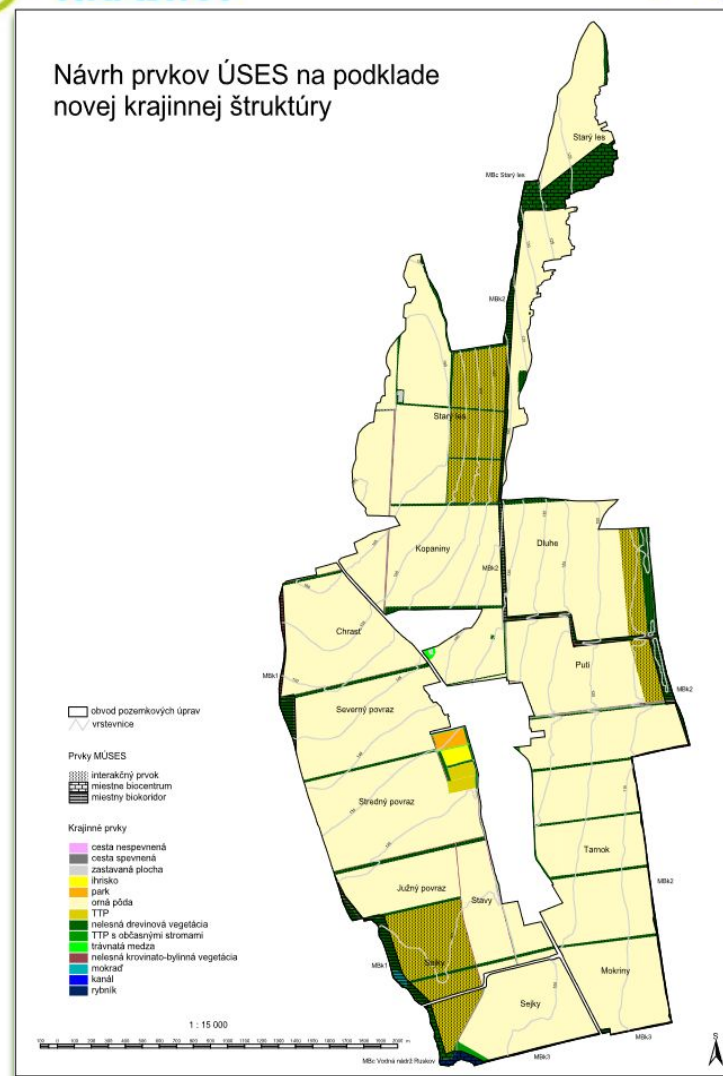 Návrh prvkov ÚSES na podklade
novej krajinnej štruktúry
Starý les
MBc Starý les
MBk2
Starý les
Kopaniny
Dluhe
MBk2
Chrast
Puti
MBk1
MBk2
Severný povraz
obvod pozemkových úprav
vrstevnice
Prvky MÚSES
interakčný prvok
miestne biocentrum
miestny biokoridor
Stredný povraz
Krajinné prvky
cesta nespevnená
cesta spevnená
zastavaná plocha
ihrisko
park
orná pôda
TTP
nelesná drevinová vegetácia
TTP s občasnými stromami
trávnatá medza
nelesná krovinato-bylinná vegetácia
mokraď
kanál
rybník
Tarnok
MBk2
Južný povraz
Stavy
MBk1
Sejky
Mokriny
Sejky
1 : 15 000
S
MBk3
MBk3
MBc Vodná nádrž